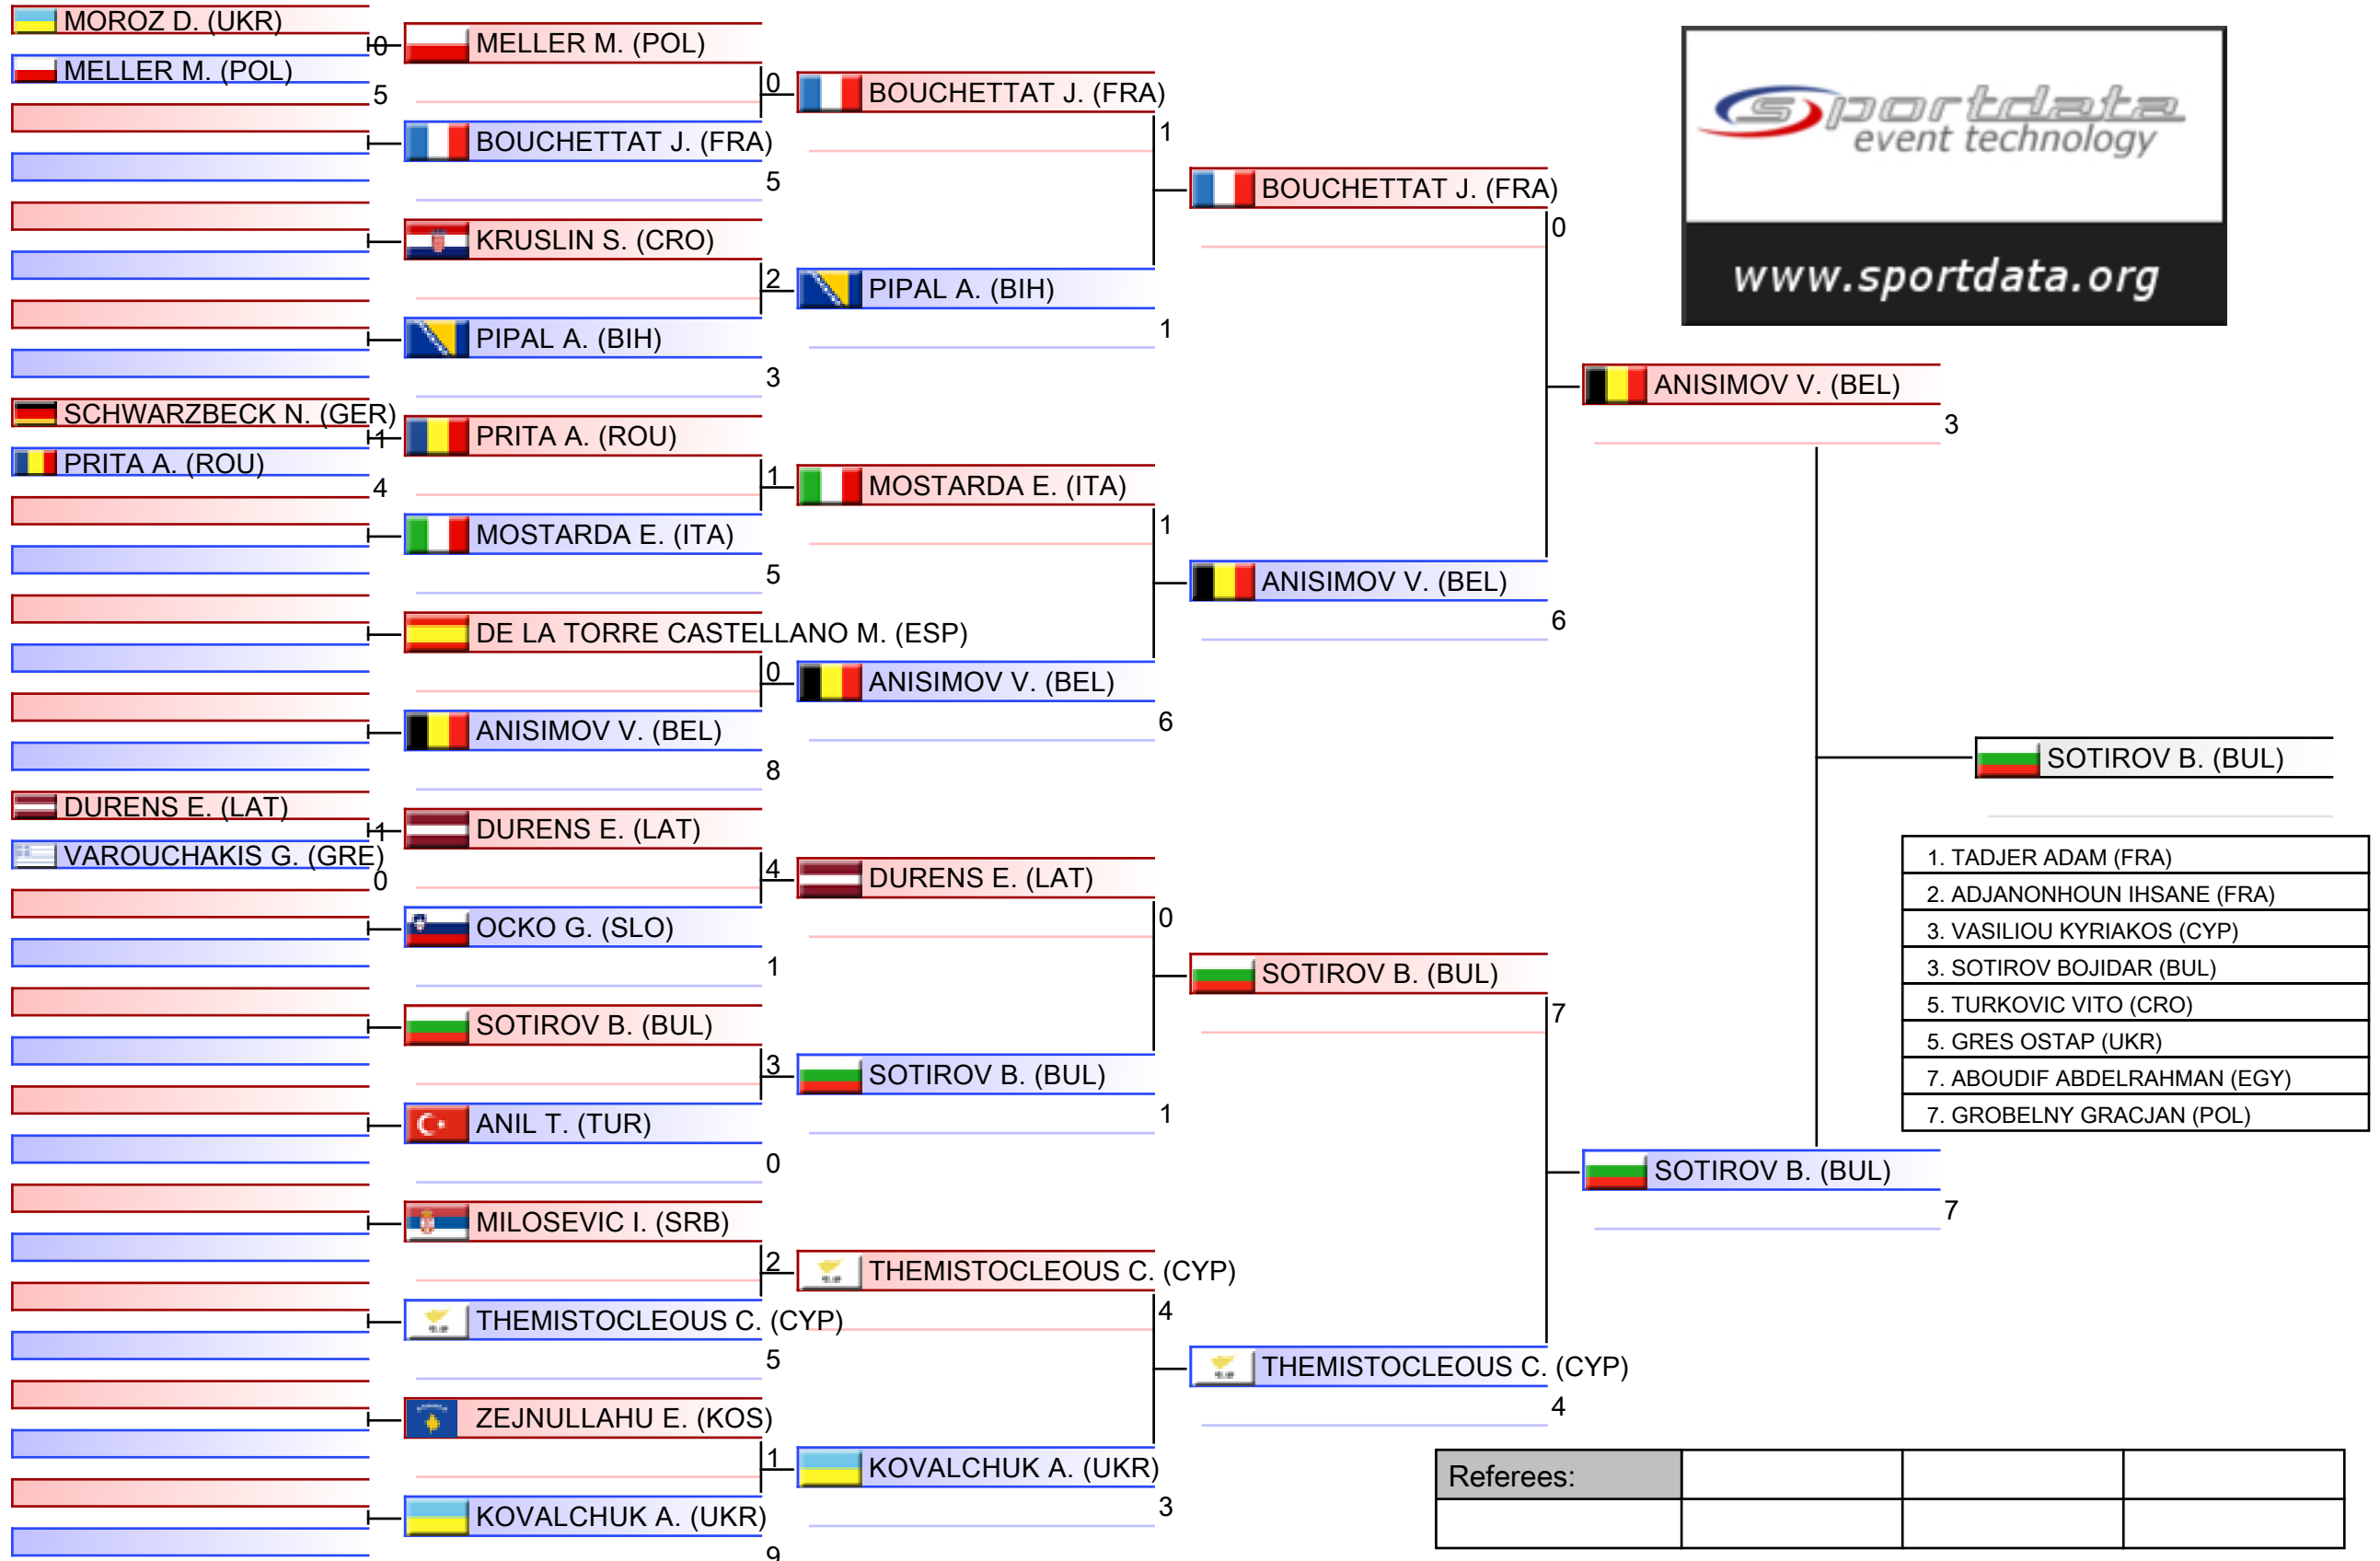 MOROZ D. (UKR)
0
MELLER M. (POL)
5
SCHWARZBECK N. (GER)
1
PRITA A. (ROU)
4
DURENS E. (LAT)
1
VAROUCHAKIS G. (GRE)
0
MELLER M. (POL)
0
BOUCHETTAT J. (FRA)
5
KRUSLIN S. (CRO)
2
PIPAL A. (BIH)
3
PRITA A. (ROU)
1
MOSTARDA E. (ITA)
5
DE LA TORRE CASTELLANO M. (ESP)
0
ANISIMOV V. (BEL)
8
DURENS E. (LAT)
4
OCKO G. (SLO)
1
SOTIROV B. (BUL)
3
ANIL T. (TUR)
0
MILOSEVIC I. (SRB)
2
THEMISTOCLEOUS C. (CYP)
5
ZEJNULLAHU E. (KOS)
1
KOVALCHUK A. (UKR)
9
BOUCHETTAT J. (FRA)
1
PIPAL A. (BIH)
1
MOSTARDA E. (ITA)
1
ANISIMOV V. (BEL)
6
DURENS E. (LAT)
0
SOTIROV B. (BUL)
1
THEMISTOCLEOUS C. (CYP)
4
KOVALCHUK A. (UKR)
3
BOUCHETTAT J. (FRA)
0
ANISIMOV V. (BEL)
6
SOTIROV B. (BUL)
7
THEMISTOCLEOUS C. (CYP)
4
ANISIMOV V. (BEL)
3
SOTIROV B. (BUL)
7
SOTIROV B. (BUL)
sportdata
event technology
www.sportdata.org
1. TADJER ADAM (FRA)
2. ADJANONHOUN IHSANE (FRA)
3. VASILIOU KYRIAKOS (CYP)
3. SOTIROV BOJIDAR (BUL)
5. TURKOVIC VITO (CRO)
5. GRES OSTAP (UKR)
7. ABOUDIF ABDELRAHMAN (EGY)
7. GROBELNY GRACJAN (POL)
Referees: